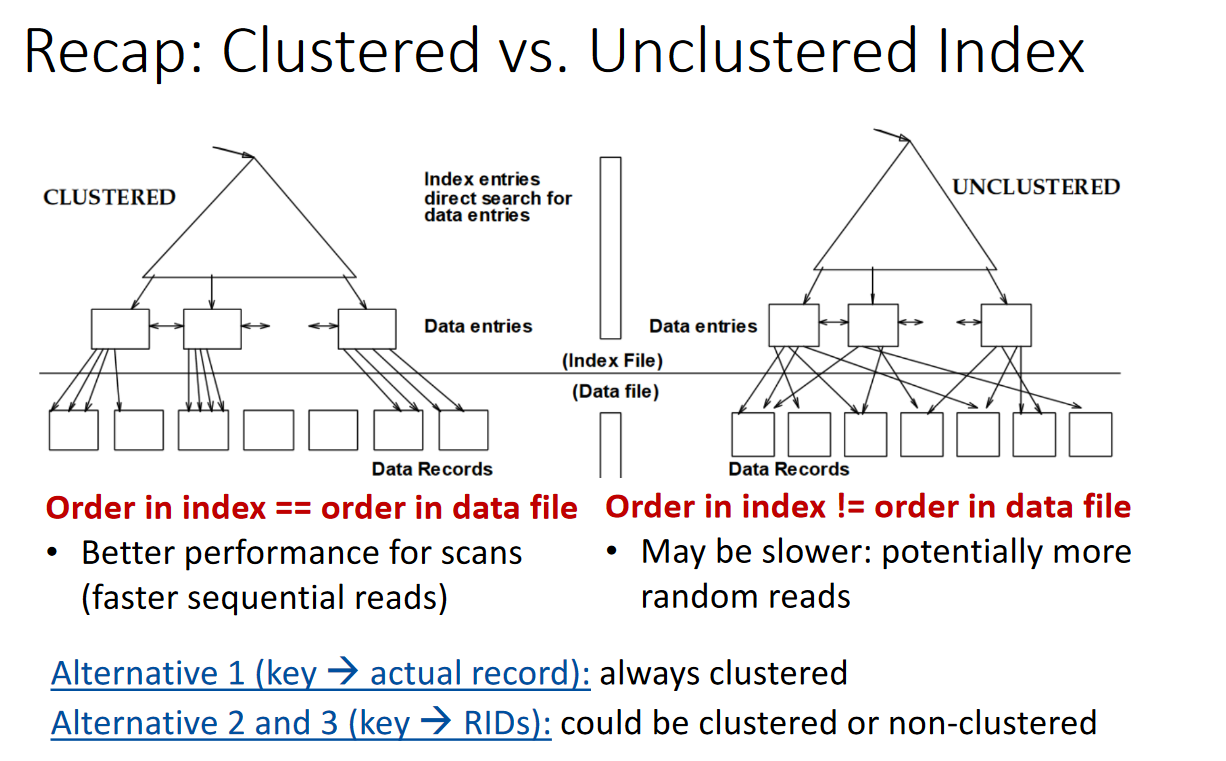 Recap: Clustered vs. Unclustered Index
CLUSTERED
Index entries
direct search for
data entries
UNCLUSTERED
Data entries
Data entries
(Index File)
(Data file)
Data Records
Data Records
Order in index == order in data file
• Better performance for scans
(faster sequential reads)
Order in index != order in data file
• May be slower: potentially more
random reads
Alternative 1 (key → actual record): always clustered
Alternative 2 and 3 (key → RIDs): could be clustered or non-clustered